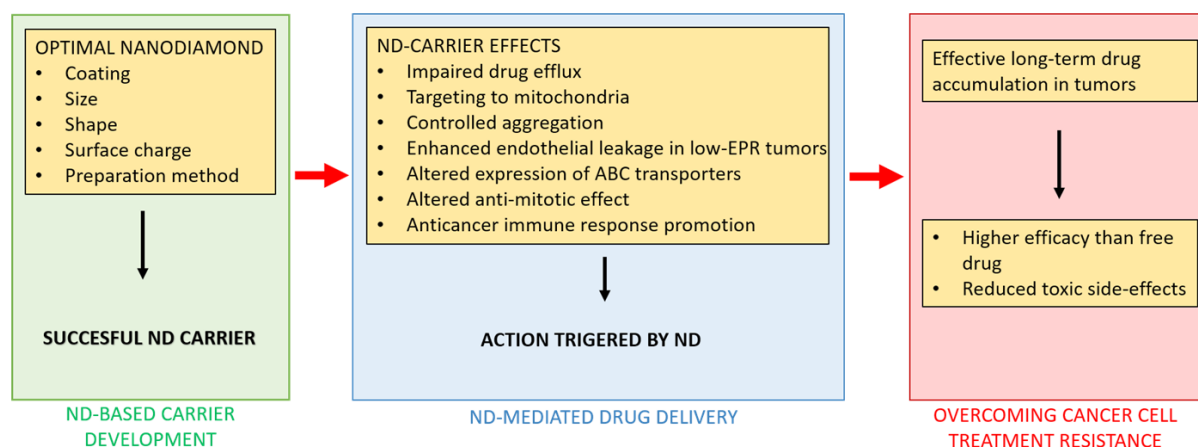 OPTIMAL NANODIAMOND
• Coating
• Size
• Shape
• Surface charge
• Preparation method
SUCCESFUL ND CARRIER
ND-BASED CARRIER
DEVELOPMENT
ND-CARRIER EFFECTS
• Impaired drug efflux
• Targeting to mitochondria
• Controlled aggregation
• Enhanced endothelial leakage in low-EPR tumors
• Altered expression of ABC transporters
• Altered anti-mitotic effect
• Anticancer immune response promotion
ACTION TRIGERED BY ND
ND-MEDIATED DRUG DELIVERY
Effective long-term drug
accumulation in tumors
• Higher efficacy than free
drug
• Reduced toxic side-effects
OVERCOMING CANCER CELL
TREATMENT RESISTANCE